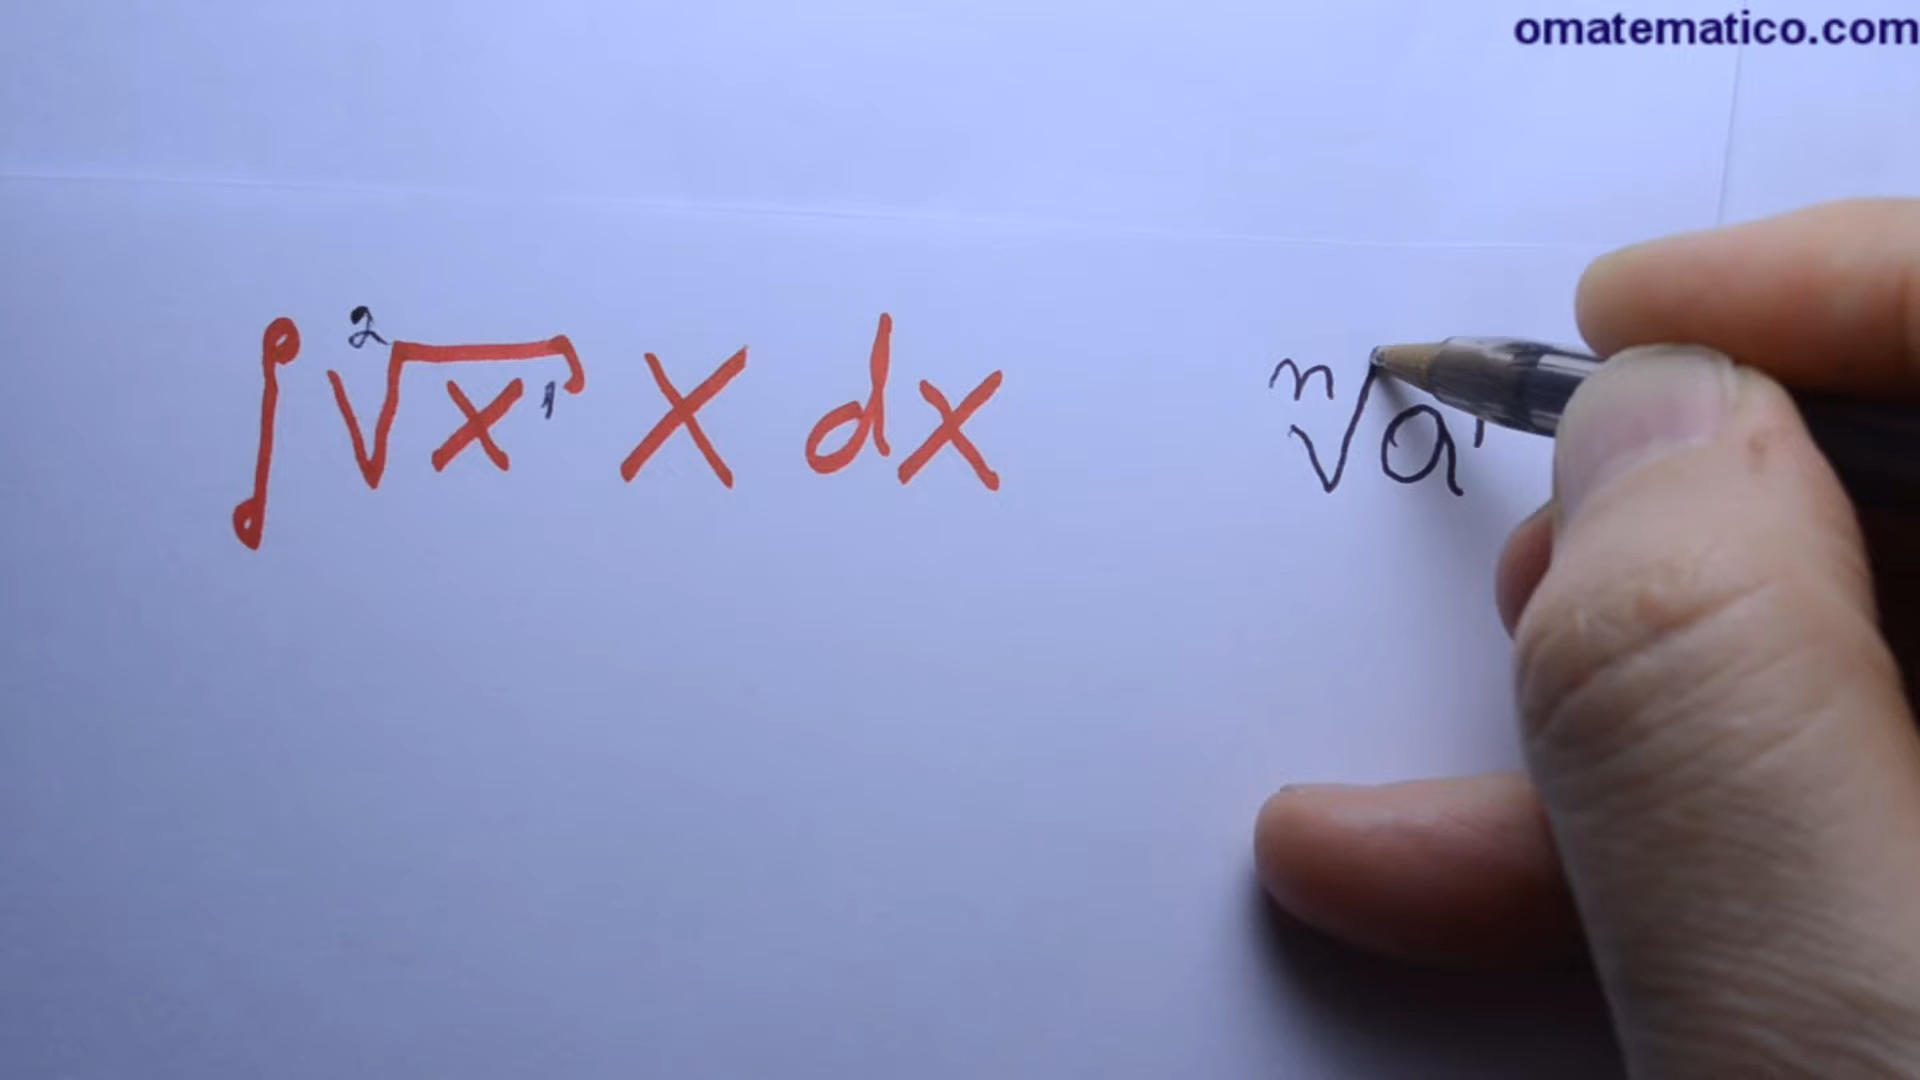 omatematico.com
∫ ²√x¹ x dx
ⁿ√a